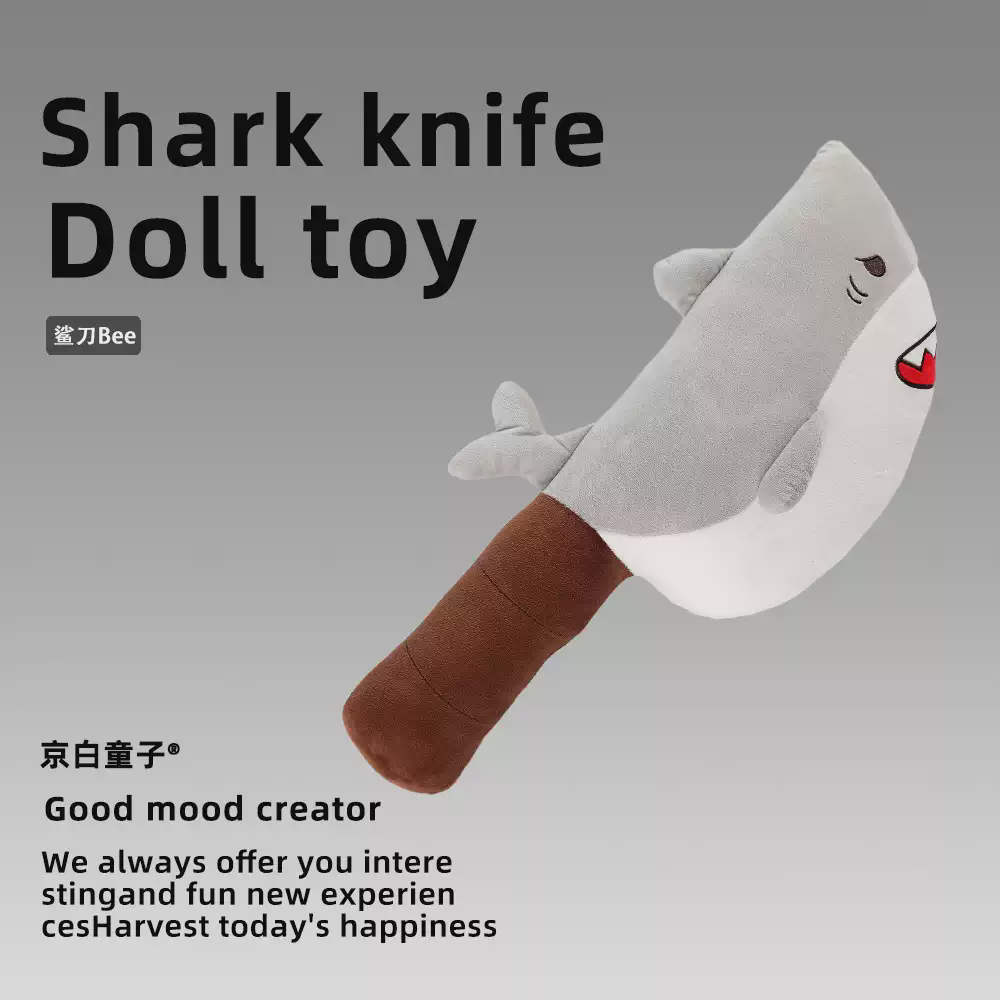 Shark knife
Doll toy
鲨刀Bee
京白童子®
Good mood creator
We always offer you intere
stingand fun new experien
cesHarvest today's happiness